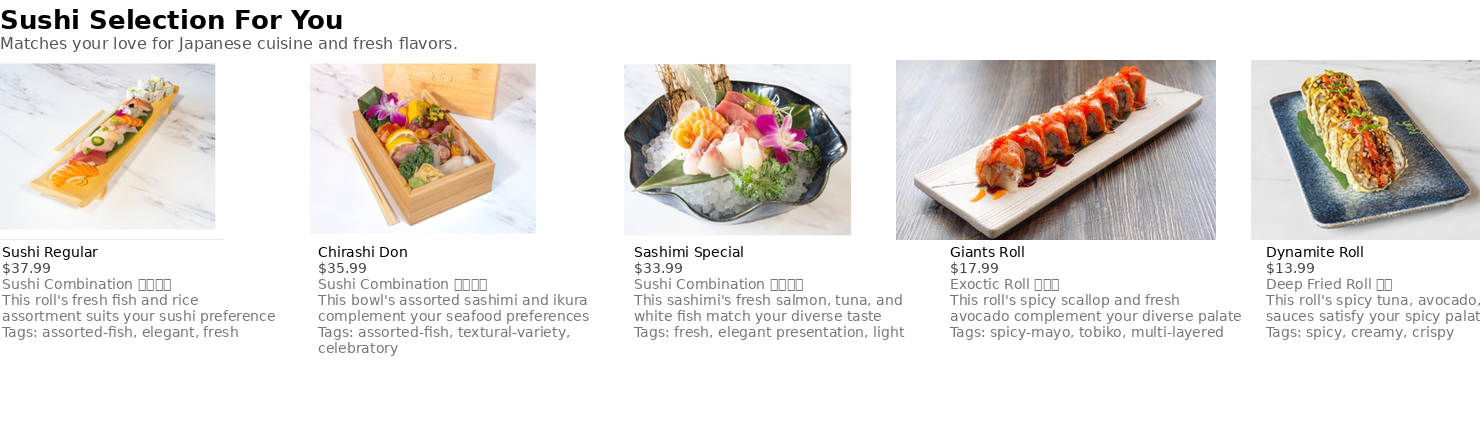 Sushi Selection For You
Matches your love for Japanese cuisine and fresh flavors.
Sushi Regular
$37.99
Sushi Combination
This roll's fresh fish and rice
assortment suits your sushi preference
Tags: assorted-fish, elegant, fresh
Chirashi Don
$35.99
Sushi Combination
This bowl's assorted sashimi and ikura
complement your seafood preferences
Tags: assorted-fish, textural-variety,
celebratory
Sashimi Special
$33.99
Sushi Combination
This sashimi's fresh salmon, tuna, and
white fish match your diverse taste
Tags: fresh, elegant presentation, light
Giants Roll
$17.99
Exoctic Roll
This roll's spicy scallop and fresh
avocado complement your diverse palate
Tags: spicy-mayo, tobiko, multi-layered
Dynamite Roll
$13.99
Deep Fried Roll
This roll's spicy tuna, avocado,
sauces satisfy your spicy
Tags: spicy, creamy, crispy